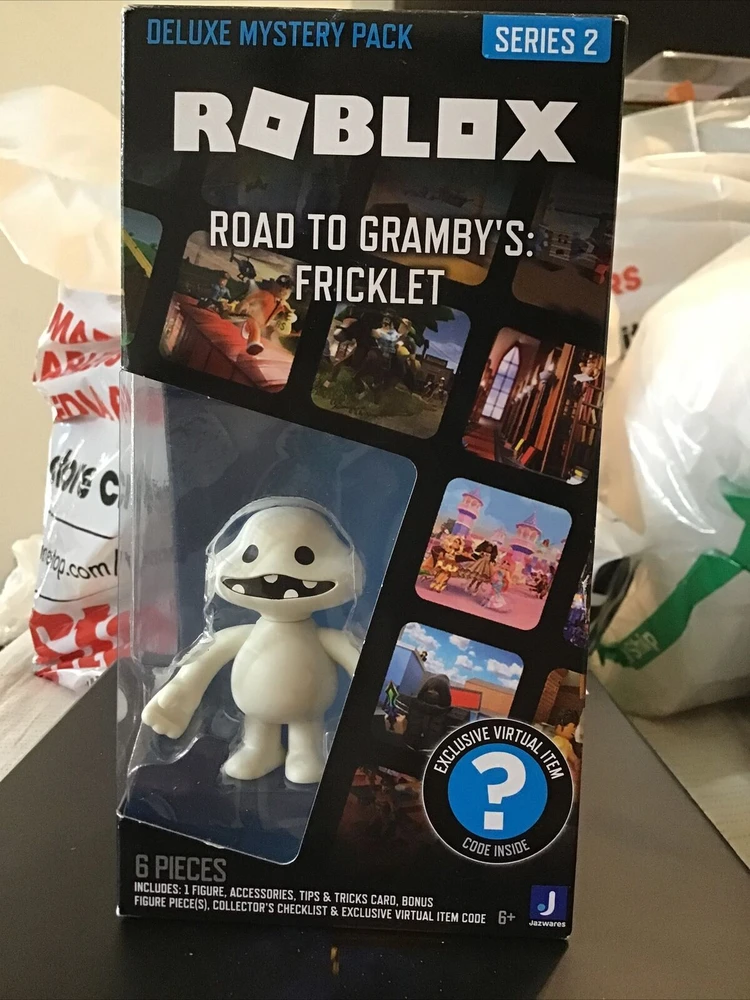 DELUXE MYSTERY PACK
SERIES 2
ROBLOX
ROAD TO GRAMBY'S:
FRICKLET
EXCLUSIVE VIRTUAL ITEM
?
CODE INSIDE
6 PIECES
INCLUDES: 1 FIGURE, ACCESSORIES, TIPS & TRICKS CARD, BONUS
FIGURE PIECE(S), COLLECTOR'S CHECKLIST & EXCLUSIVE VIRTUAL ITEM CODE
6+
J
Jazwares